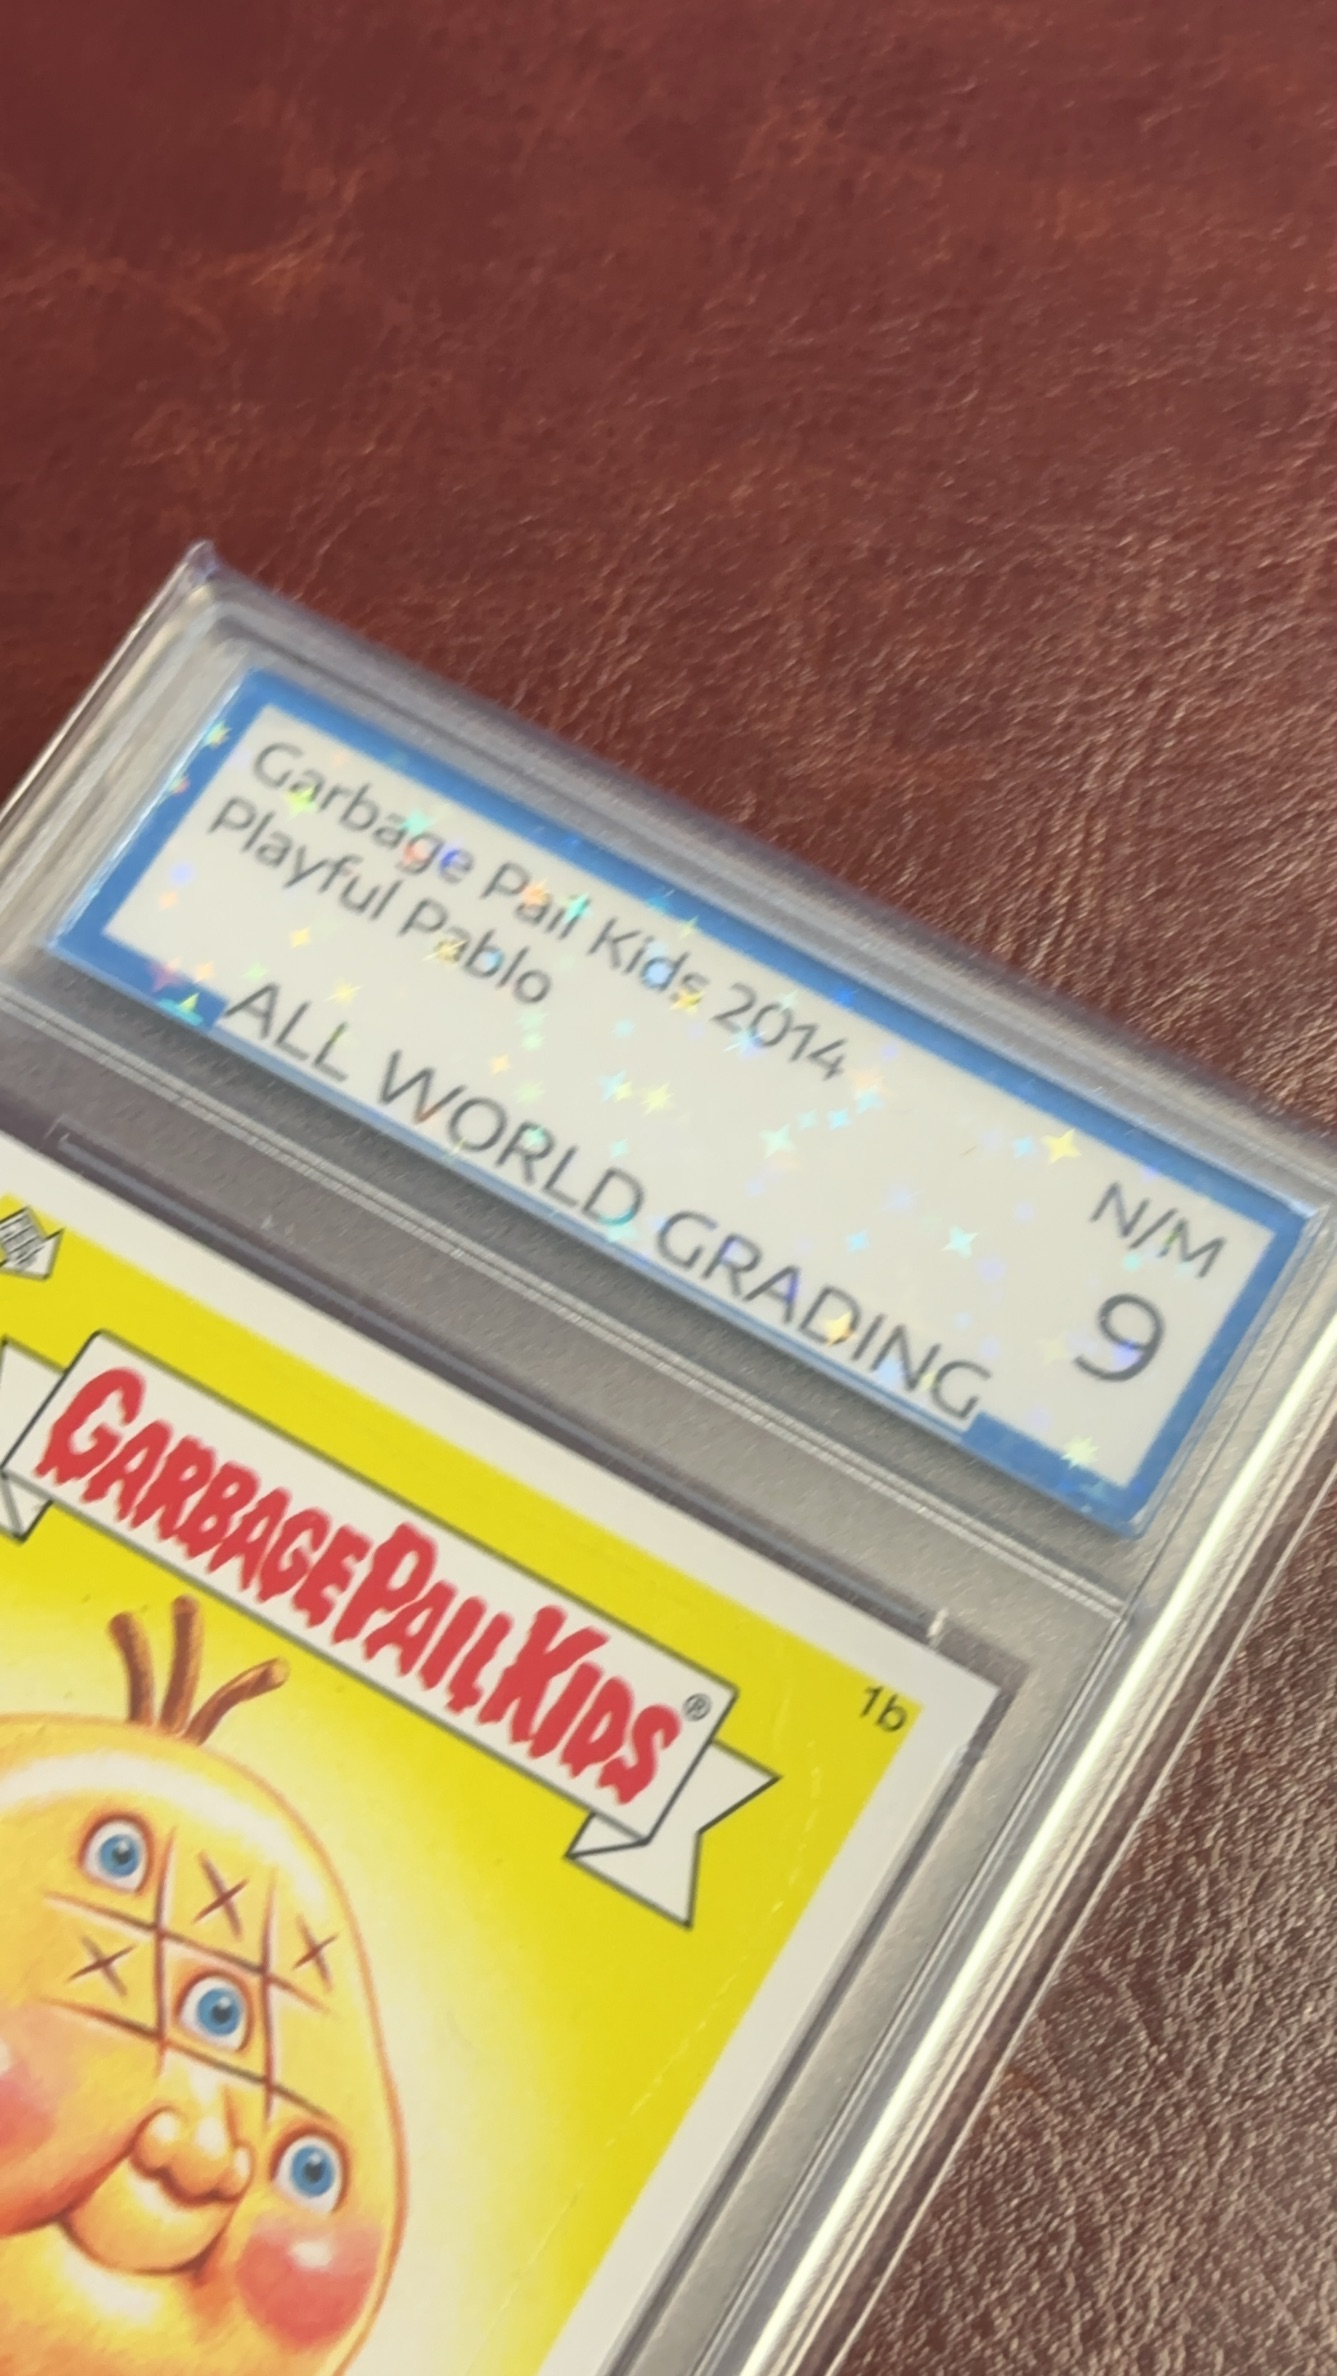 Garbage Pail Kids 2014
Playful Pablo
N/M
9
ALL WORLD GRADING
GARBAGE PAIL KIDS®
1b